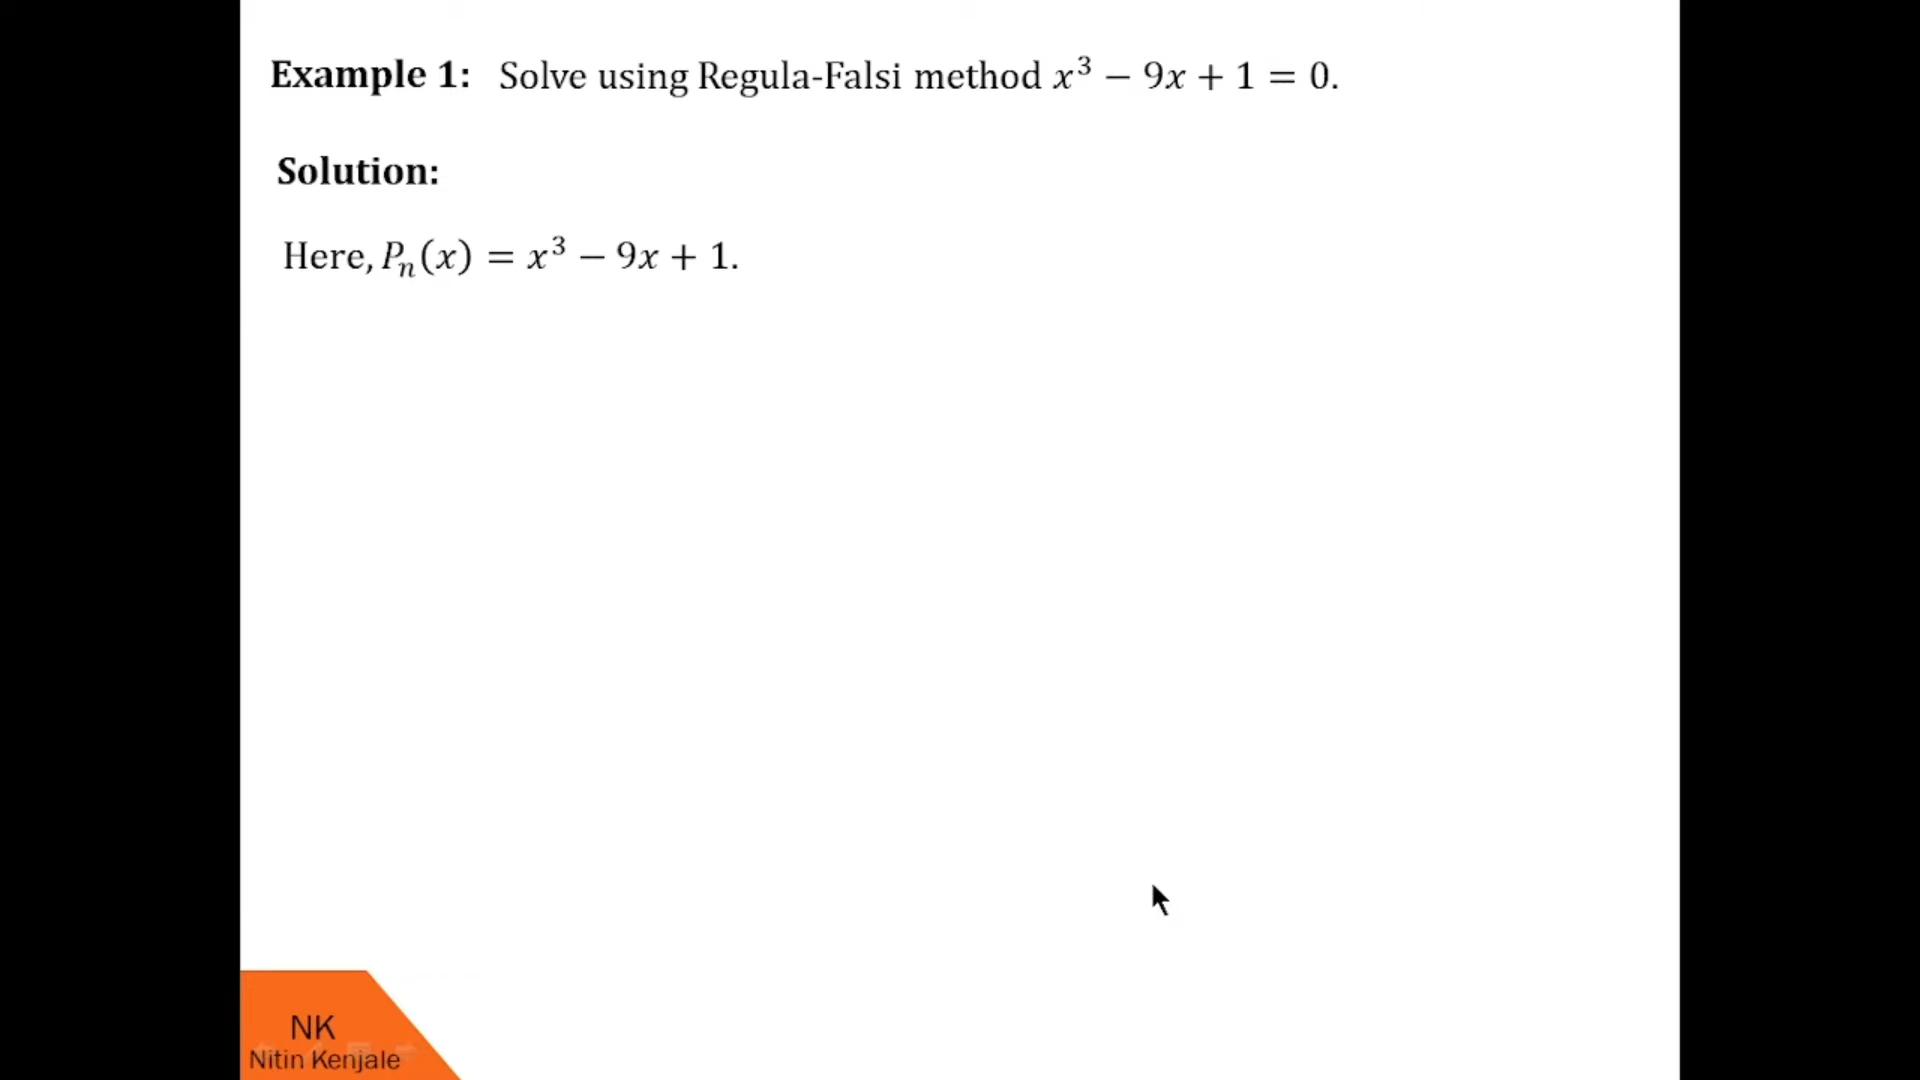 Example 1: Solve using Regula-Falsi method x³ − 9x + 1 = 0.
Solution:
Here, Pₙ(x) = x³ − 9x + 1.
NK
Nitin Kenjale